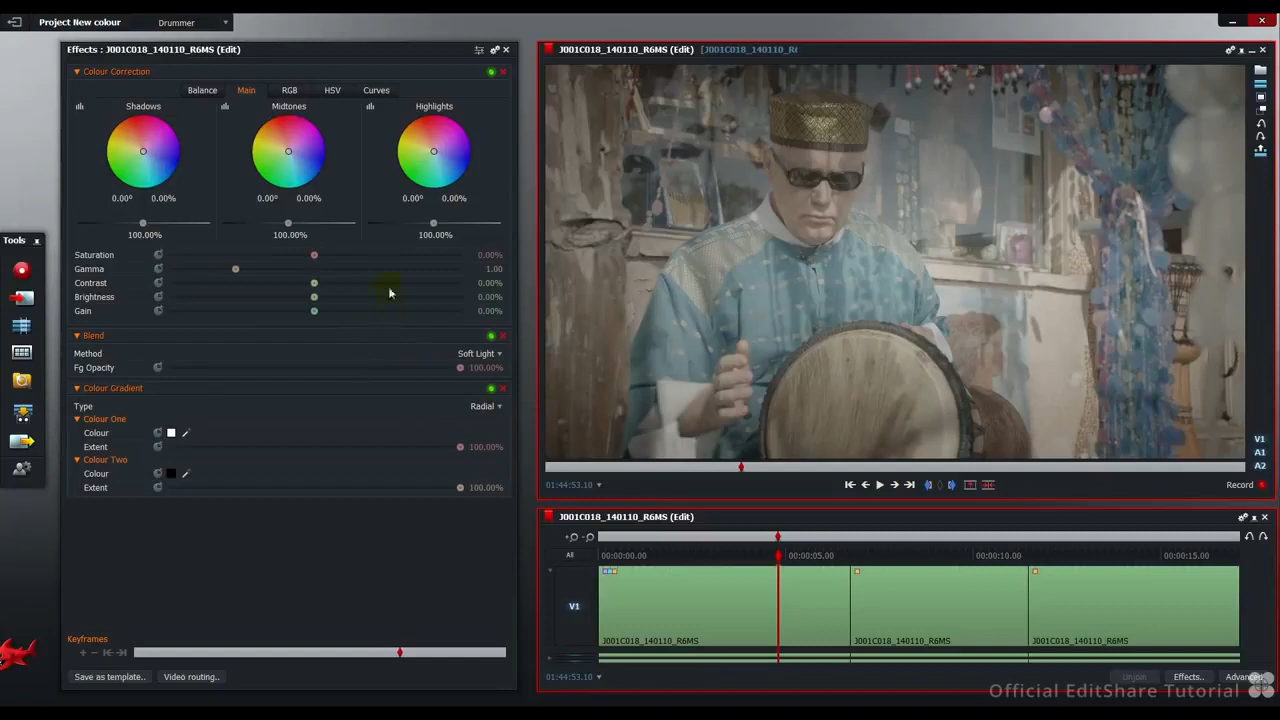 Project New colour
Drummer
Effects : J001C018_140110_R6MS (Edit)
Colour Correction
Balance
Main
RGB
HSV
Curves
Shadows
Midtones
Highlights
0.00º 0.00%
0.00º 0.00%
0.00º 0.00%
100.00%
100.00%
100.00%
Saturation 0.00%
Gamma 1.00
Contrast 0.00%
Brightness 0.00%
Gain 0.00%
Blend
Method Soft Light
Fg Opacity 100.00%
Colour Gradient
Type Radial
Colour One
Colour
Extent 100.00%
Colour Two
Colour
Extent 100.00%
Keyframes
Save as template..
Video routing..
Tools
J001C018_140110_R6MS (Edit) [J001C018_140110_R
V1
A1
A2
01:44:53.10
Record
J001C018_140110_R6MS (Edit)
All
00:00:00.00
00:00:05.00
00:00:10.00
00:00:15.00
V1
J001C018_140110_R6MS
J001C018_140110_R6MS
J001C018_140110_R6MS
01:44:53.10
Unjoin
Effects..
Advanced
Official EditShare Tutorial